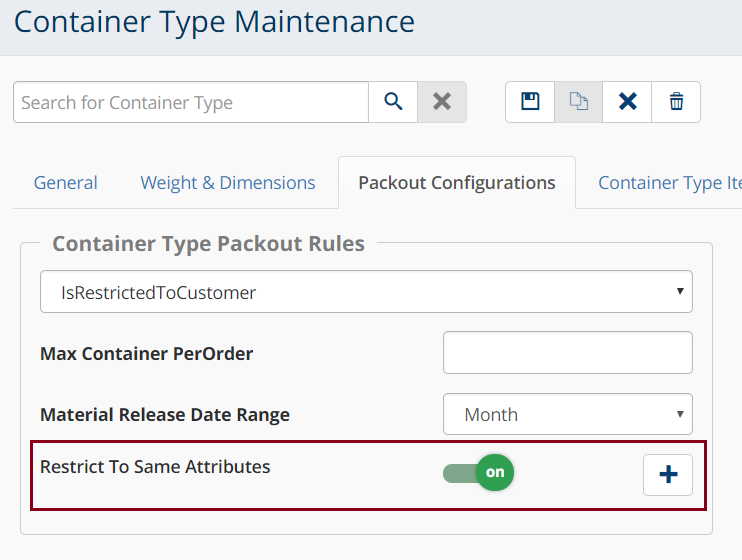 Container Type Maintenance
Search for Container Type
General Weight & Dimensions Packout Configurations Container Type Ite
Container Type Packout Rules
IsRestrictedToCustomer
Max Container PerOrder
Material Release Date Range Month
Restrict To Same Attributes on